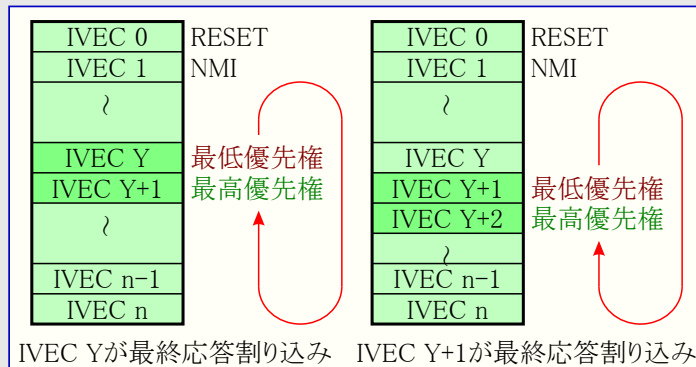 IVEC 0 RESET
IVEC 1 NMI
~
IVEC Y 最低優先権
IVEC Y+1 最高優先権
~
IVEC n-1
IVEC n
IVEC Yが最終応答割り込み
IVEC 0 RESET
IVEC 1 NMI
~
IVEC Y
IVEC Y+1 最低優先権
IVEC Y+2 最高優先権
~
IVEC n-1
IVEC n
IVEC Y+1が最終応答割り込み